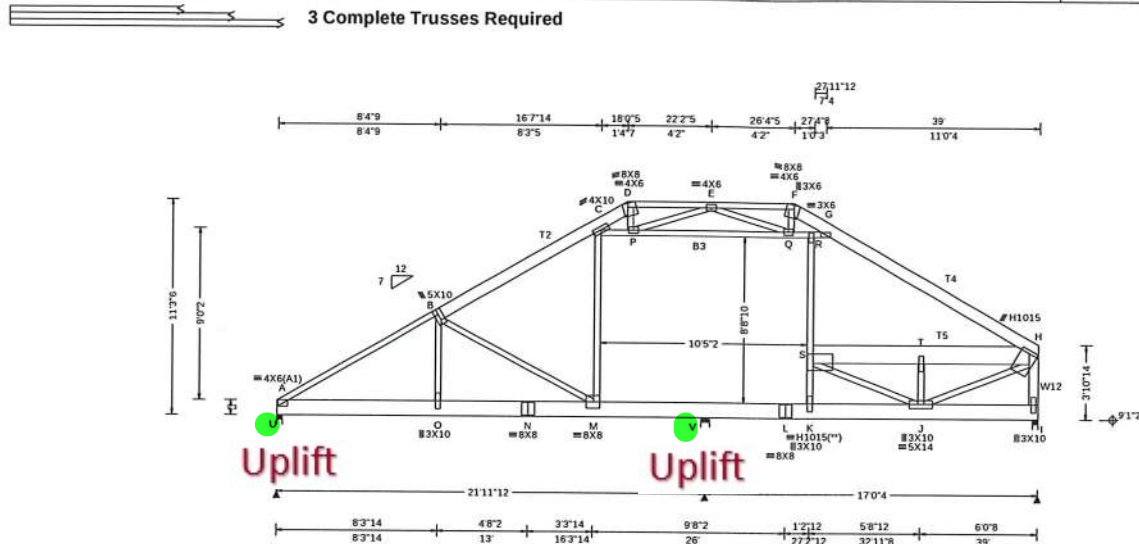 3 Complete Trusses Required
27'11"12
7"4
8'4"9 16'7"14 18'0"5 22'2"5 26'4"5 27'4"8 39'
8'4"9 8'3"5 1'4"7 4'2" 4'2" 1'0"3 11'0"4
≡8X8 ≡4X6 D
≡4X6 E
≡8X8 ≡4X6 F
≡3X6
≡3X6 G
≡4X10 C
T2
P B3 Q R
12
7
≡5X10
B
11'3"6
9'0"2
8'8"10
10'5"2
T4
≡H1015
H
T5
S T
W12
3'10"14
9'1"2
≡4X6(A1)
A
U O N M V L K J I
≡3X10 ≡8X8 ≡8X8 ≡H1015(**) ≡3X10 ≡3X10
≡3X10 ≡5X14
≡8X8
Uplift Uplift
21'11"12 17'0"4
8'3"14 4'8"2 3'3"14 9'8"2 1'2"12 5'8"12 6'0"8
8'3"14 13' 16'3"14 26' 27'2"12 32'11"8 39'